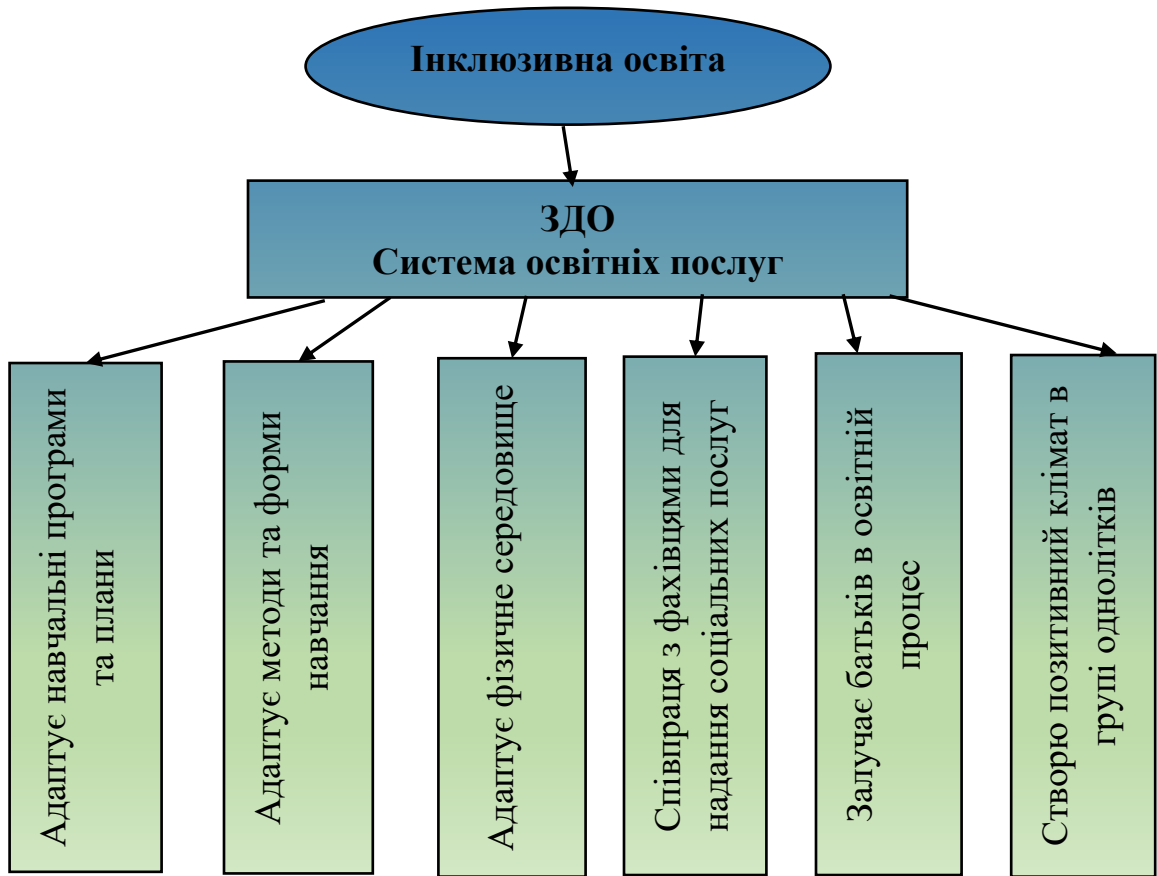 Інклюзивна освіта
ЗДО
Система освітніх послуг
Адаптує навчальні програми
та плани
Адаптує методи та форми
навчання
Адаптує фізичне середовище
Співпраця з фахівцями для
надання соціальних послуг
Залучає батьків в освітній
процес
Створю позитивний клімат в
групі однолітків